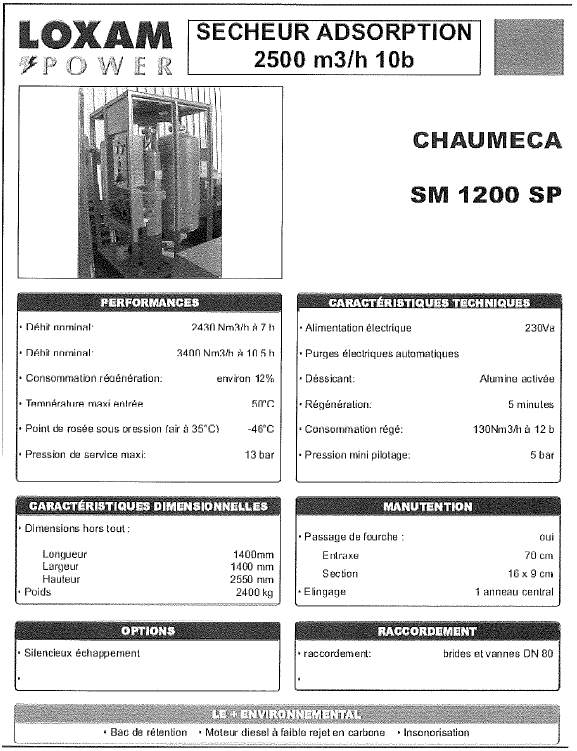 LOXAM
POWER
SECHEUR ADSORPTION
2500 m3/h 10b
CHAUMECA
SM 1200 SP
PERFORMANCES
• Débit nominal: 2430 Nm3/h à 7 b
• Débit nominal: 3400 Nm3/h à 10.5 b
• Consommation régénération: environ 12%
• Température maxi entrée 50°C
• Point de rosée sous pression (air à 35°C) -46°C
• Pression de service maxi: 13 bar
CARACTÉRISTIQUES TECHNIQUES
• Alimentation électrique 230Va
• Purges électriques automatiques
• Déssicant: Alumine activée
• Régénération: 5 minutes
• Consommation régé: 130Nm3/h à 12 b
• Pression mini pilotage: 5 bar
CARACTÉRISTIQUES DIMENSIONNELLES
• Dimensions hors tout :
Longueur 1400mm
Largeur 1400 mm
Hauteur 2550 mm
• Poids 2400 kg
MANUTENTION
• Passage de fourche : oui
Entraxe 70 cm
Section 16 x 9 cm
• Elingage 1 anneau central
OPTIONS
• Silencieux échappement
•
RACCORDEMENT
• raccordement: brides et vannes DN 80
•
LE + ENVIRONNEMENTAL
• Bac de rétention • Moteur diesel à faible rejet en carbone • Insonorisation